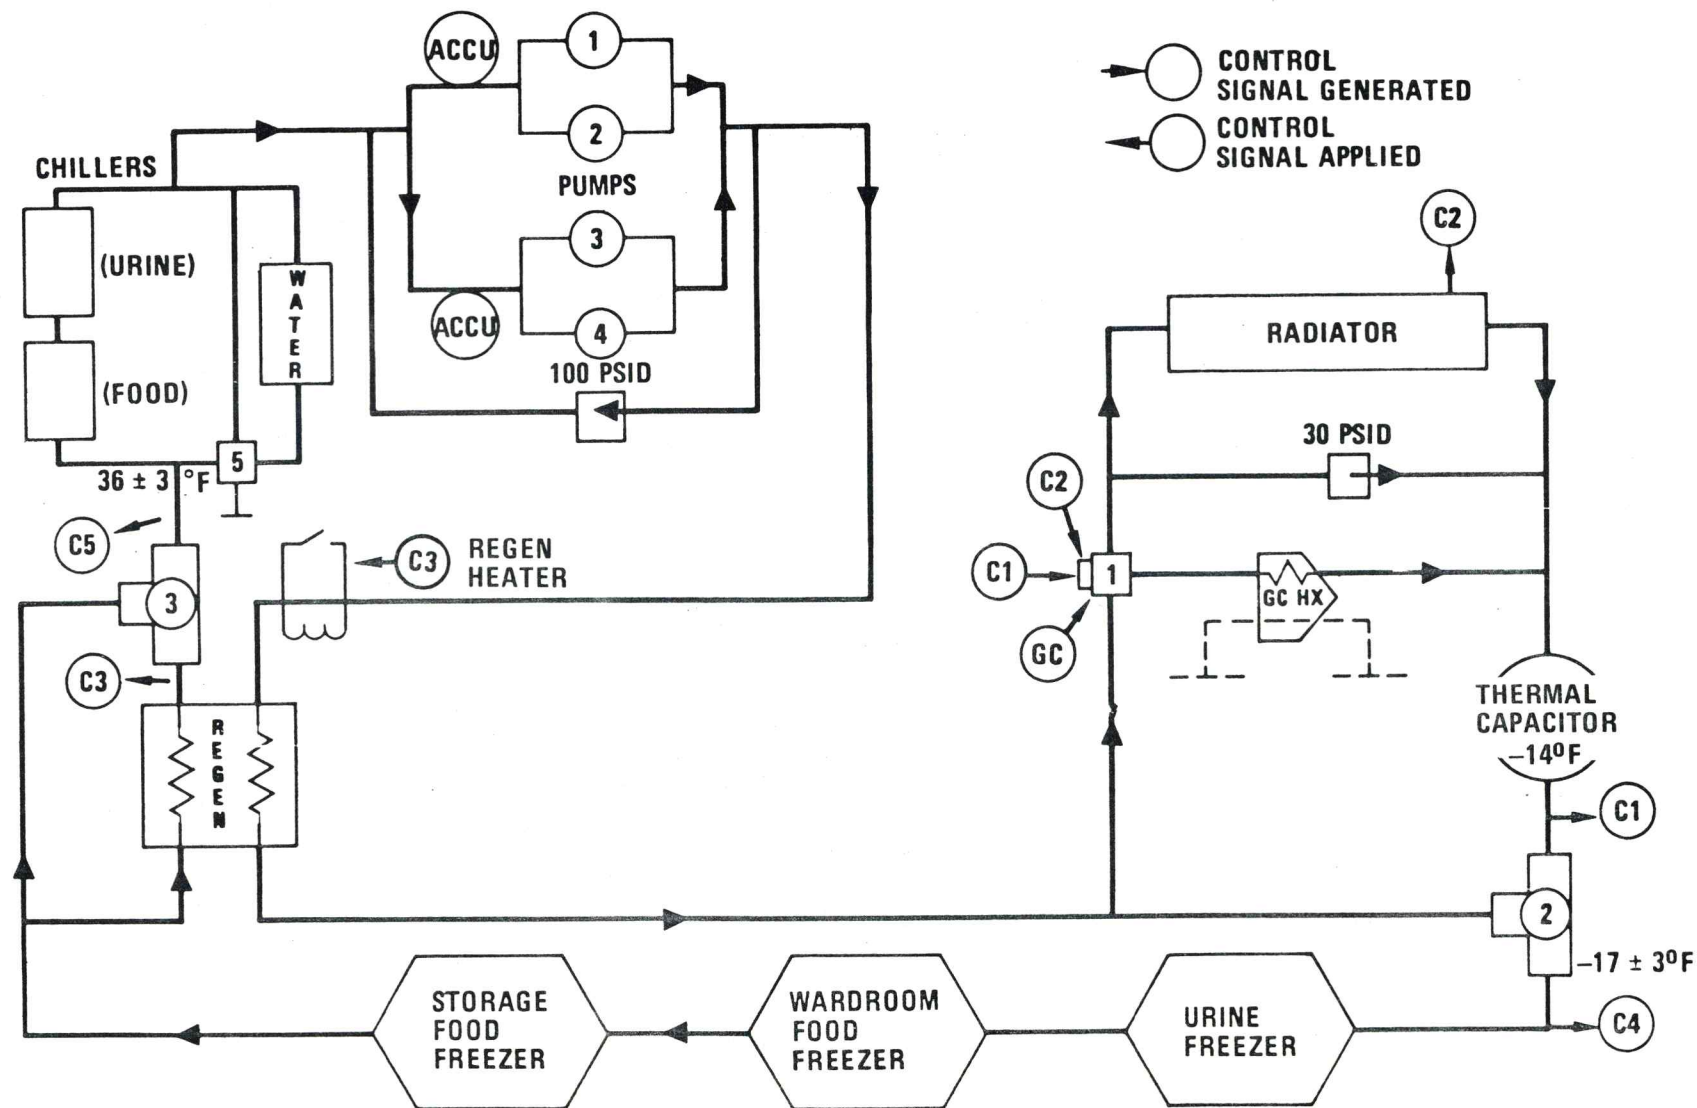 ACCU
1
2
PUMPS
3
4
ACCU
100 PSID
CONTROL
SIGNAL GENERATED
CONTROL
SIGNAL APPLIED
CHILLERS
(URINE)
(FOOD)
WATER
5
36 ± 3 °F
C5
3
C3
C3
REGEN
HEATER
REGEN
C2
RADIATOR
30 PSID
C2
C1
GC
1
GC HX
THERMAL
CAPACITOR
–14ºF
C1
2
–17 ± 3ºF
C4
STORAGE
FOOD
FREEZER
WARDROOM
FOOD
FREEZER
URINE
FREEZER